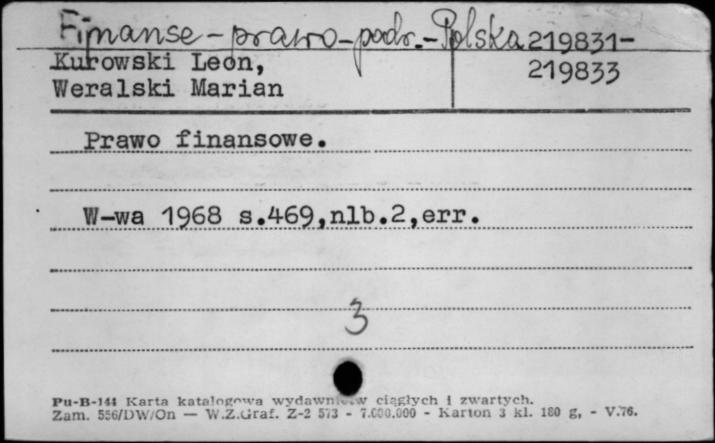 Finanse - prawo - podr. - Polska 219831-
Kurowski Leon, 219833
Weralski Marian
Prawo finansowe.
W-wa 1968 s.469,nlb.2,err.
3
Pu-B-144 Karta katalogowa wydawnictw ciągłych i zwartych.
Zam. 556/DW/On — W.Z.Graf. Z-2 573 - 7.000.000 - Karton 3 kl. 180 g, - V.76.